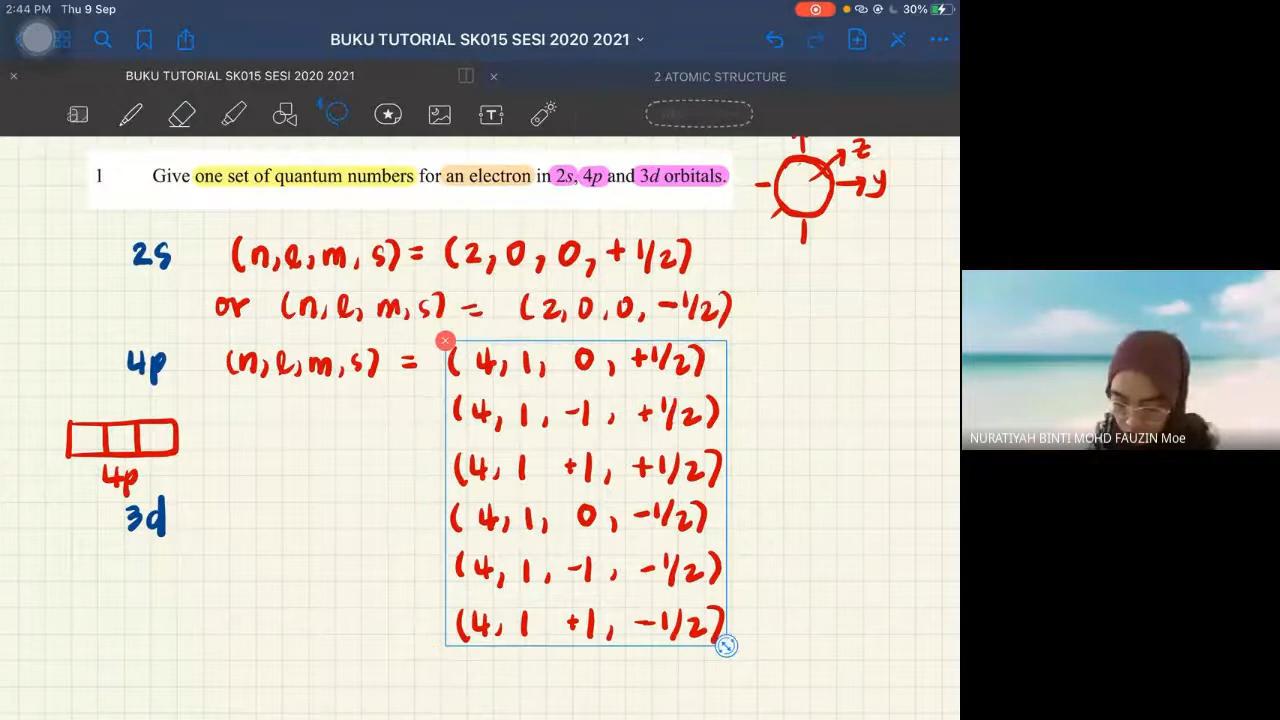 2:44 PM Thu 9 Sep
30%
BUKU TUTORIAL SK015 SESI 2020 2021
BUKU TUTORIAL SK015 SESI 2020 2021
2 ATOMIC STRUCTURE
T
1 Give one set of quantum numbers for an electron in 2s, 4p and 3d orbitals.
z
y
2s (n, l, m, s) = (2, 0, 0, +1/2)
or (n, l, m, s) = (2, 0, 0, -1/2)
4p (n, l, m, s) = (4, 1, 0, +1/2)
(4, 1, -1, +1/2)
(4, 1 +1, +1/2)
4p
3d
(4, 1, 0, -1/2)
(4, 1, -1, -1/2)
(4, 1 +1, -1/2)
NURATIYAH BINTI MOHD FAUZIN Moe